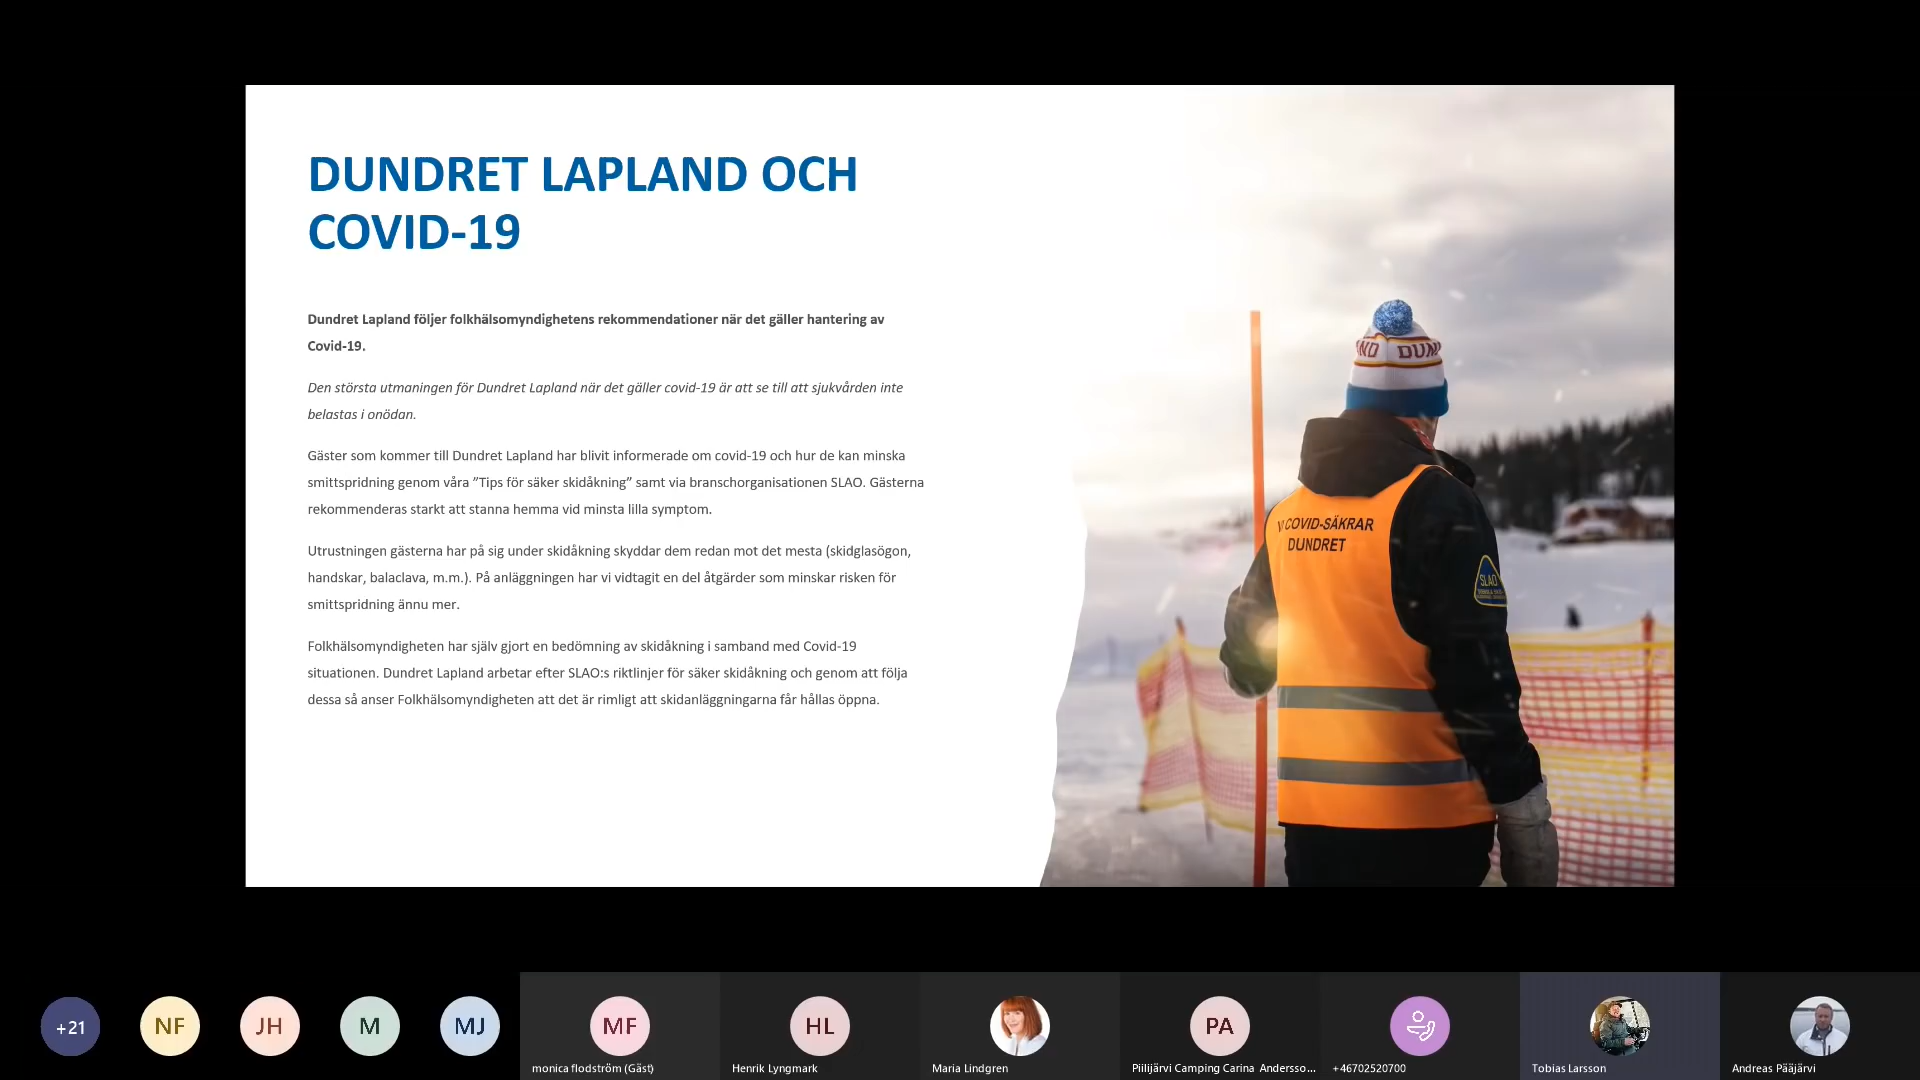 DUNDRET LAPLAND OCH
COVID-19
Dundret Lapland följer folkhälsomyndighetens rekommendationer när det gäller hantering av
Covid-19.
Den största utmaningen för Dundret Lapland när det gäller covid-19 är att se till att sjukvården inte
belastas i onödan.
Gäster som kommer till Dundret Lapland har blivit informerade om covid-19 och hur de kan minska
smittspridning genom våra ”Tips för säker skidåkning” samt via branschorganisationen SLAO. Gästerna
rekommenderas starkt att stanna hemma vid minsta lilla symptom.
Utrustningen gästerna har på sig under skidåkning skyddar dem redan mot det mesta (skidglasögon,
handskar, balaclava, m.m.). På anläggningen har vi vidtagit en del åtgärder som minskar risken för
smittspridning ännu mer.
Folkhälsomyndigheten har själv gjort en bedömning av skidåkning i samband med Covid-19
situationen. Dundret Lapland arbetar efter SLAO:s riktlinjer för säker skidåkning och genom att följa
dessa så anser Folkhälsomyndigheten att det är rimligt att skidanläggningarna får hållas öppna.
ND DUN
VI COVID-SÄKRAR
DUNDRET
SLAO
+21
NF
JH
M
MJ
MF
HL
PA
monica flodström (Gäst)
Henrik Lyngmark
Maria Lindgren
Piilijärvi Camping Carina Andersso...
+46702520700
Tobias Larsson
Andreas Pääjärvi